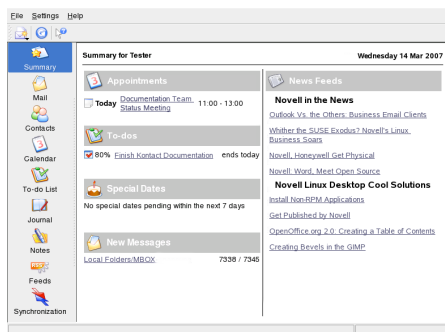 File Settings Help
Summary
Mail
Contacts
Calendar
To-do List
Journal
Notes
Feeds
Synchronization
Summary for Tester
Wednesday 14 Mar 2007
Appointments
Today Documentation Team Status Meeting 11:00 - 13:00
To-dos
80% Finish Kontact Documentation ends today
Special Dates
No special dates pending within the next 7 days
New Messages
Local Folders/MBOX 7338 / 7345
News Feeds
Novell in the News
Outlook Vs. the Others: Business Email Clients
Whither the SUSE Exodus? Novell's Linux
Business Soars
Novell, Honeywell Get Physical
Novell: Word, Meet Open Source
Novell Linux Desktop Cool Solutions
Install Non-RPM Applications
Get Published by Novell
OpenOffice.org 2.0: Creating a Table of Contents
Creating Bevels in the GIMP